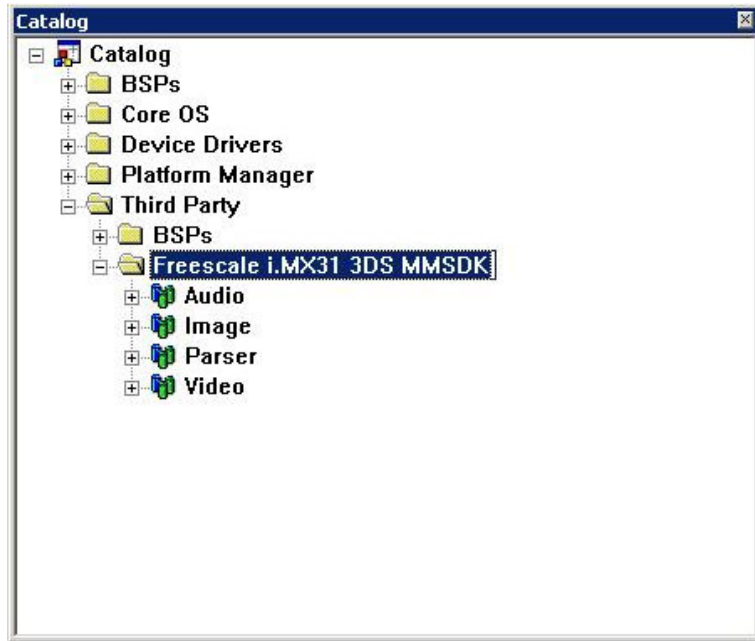 Catalog
Catalog
BSPs
Core OS
Device Drivers
Platform Manager
Third Party
BSPs
Freescale i.MX31 3DS MMSDK
Audio
Image
Parser
Video